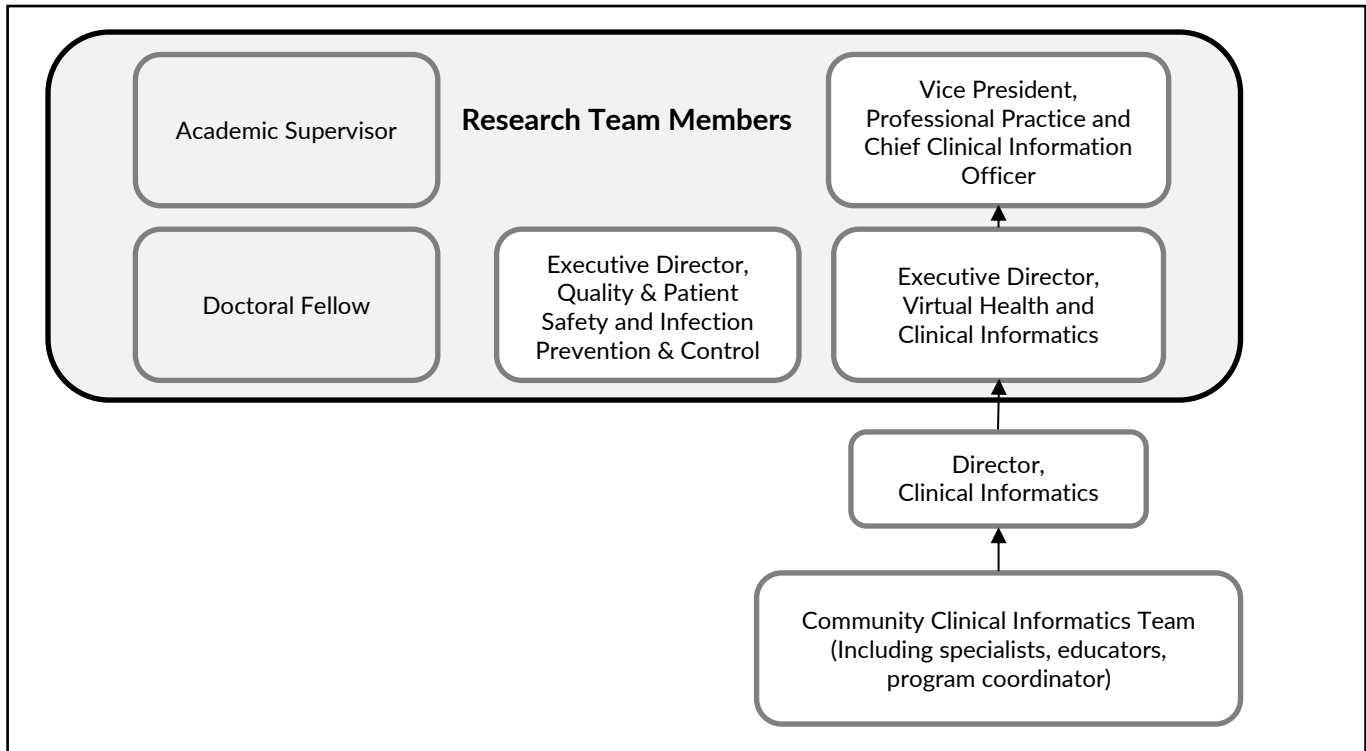 Academic Supervisor
Research Team Members
Vice President,
Professional Practice and
Chief Clinical Information
Officer
Doctoral Fellow
Executive Director,
Quality & Patient
Safety and Infection
Prevention & Control
Executive Director,
Virtual Health and
Clinical Informatics
Director,
Clinical Informatics
Community Clinical Informatics Team
(Including specialists, educators,
program coordinator)